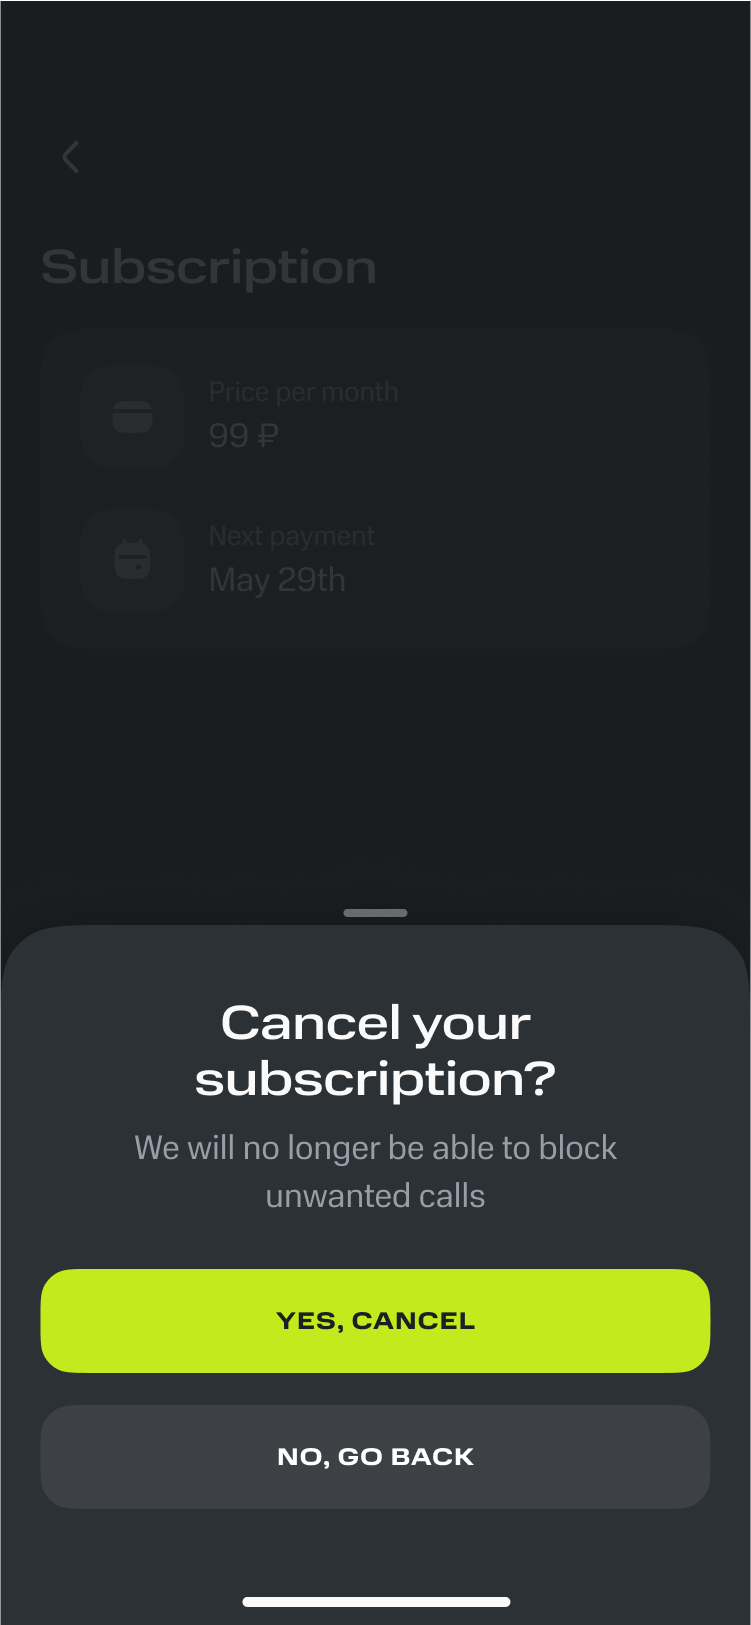 Subscription
Price per month
99 ₽
Next payment
May 29th
Cancel your
subscription?
We will no longer be able to block
unwanted calls
YES, CANCEL
NO, GO BACK